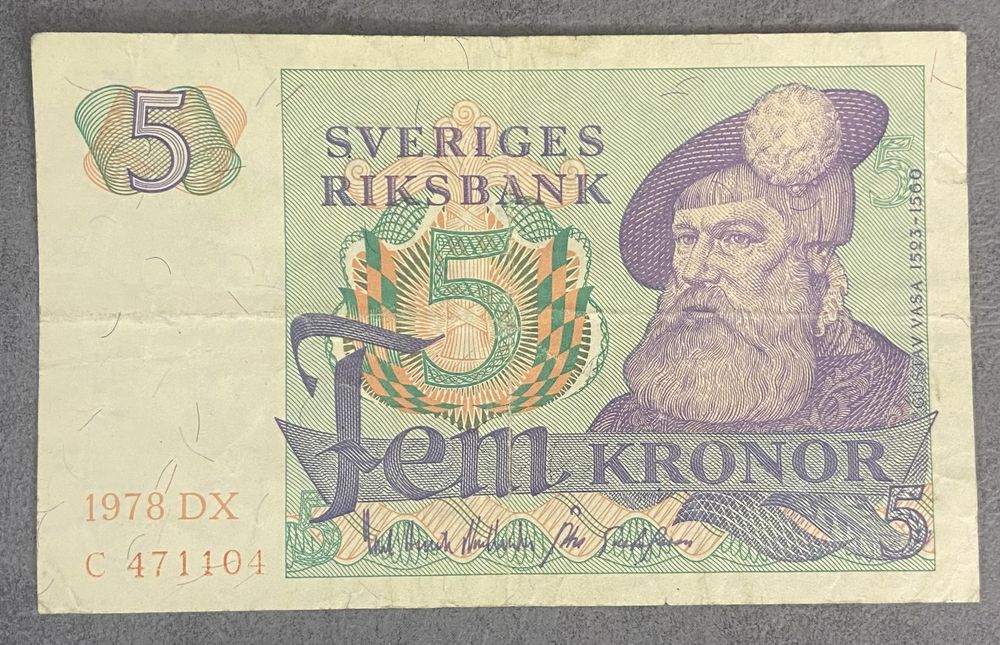 5
SVERIGES
RIKSBANK
5
5
GUSTAV VASA 1523-1560
fem KRONOR
1978 DX
C 471104
5
5